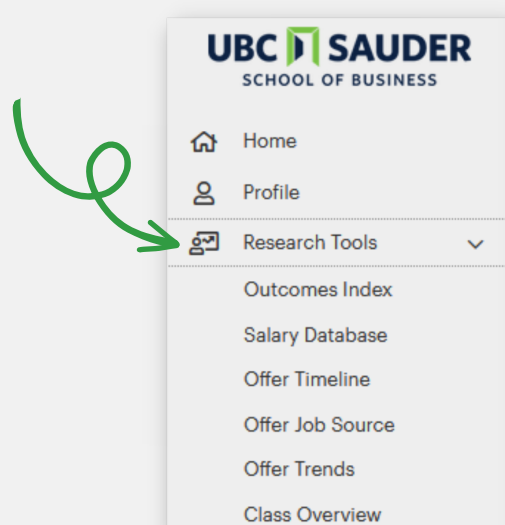 UBC SAUDER
SCHOOL OF BUSINESS
Home
Profile
Research Tools
Outcomes Index
Salary Database
Offer Timeline
Offer Job Source
Offer Trends
Class Overview